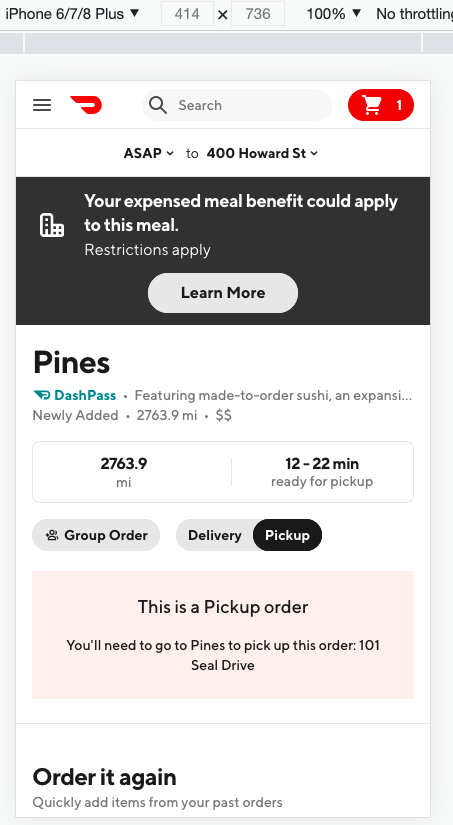 iPhone 6/7/8 Plus ▼ 414 × 736 100% ▼ No throttling
Search
1
ASAP to 400 Howard St
Your expensed meal benefit could apply
to this meal.
Restrictions apply
Learn More
Pines
DashPass • Featuring made-to-order sushi, an expansi...
Newly Added • 2763.9 mi • $$
2763.9
mi
12 - 22 min
ready for pickup
Group Order
Delivery
Pickup
This is a Pickup order
You'll need to go to Pines to pick up this order: 101
Seal Drive
Order it again
Quickly add items from your past orders